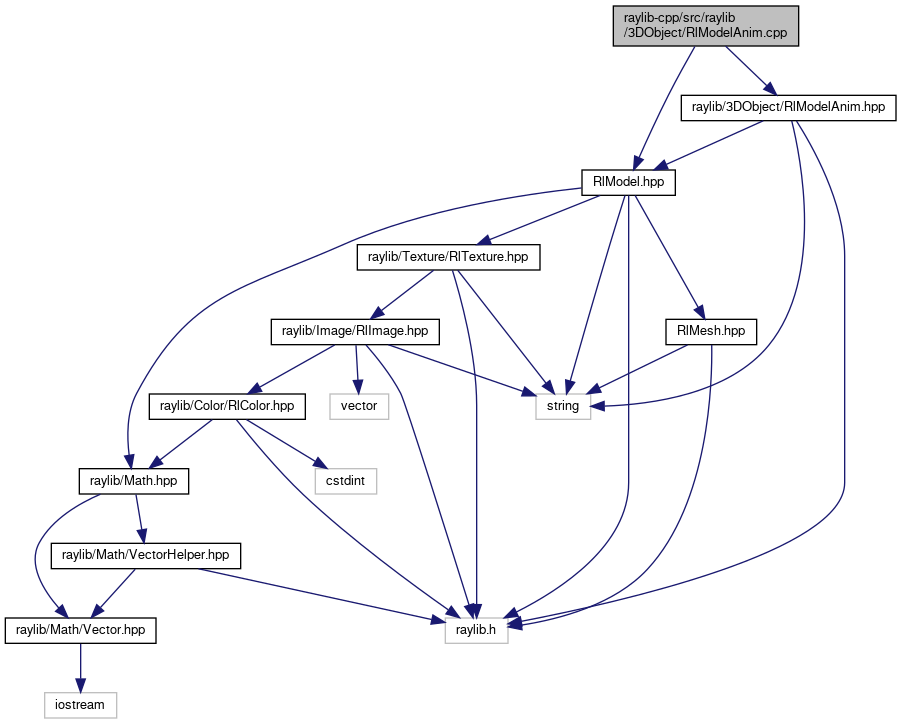 raylib-cpp/src/raylib
/3DObject/RlModelAnim.cpp
raylib/3DObject/RlModelAnim.hpp
RlModel.hpp
raylib/Texture/RlTexture.hpp
raylib/Image/RlImage.hpp
RlMesh.hpp
raylib/Color/RlColor.hpp
vector
string
raylib/Math.hpp
cstdint
raylib/Math/VectorHelper.hpp
raylib/Math/Vector.hpp
raylib.h
iostream